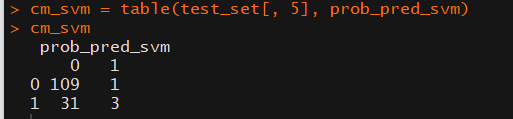 > cm_svm = table(test_set[, 5], prob_pred_svm)
> cm_svm
   prob_pred_svm
      0   1
  0 109   1
  1  31   3